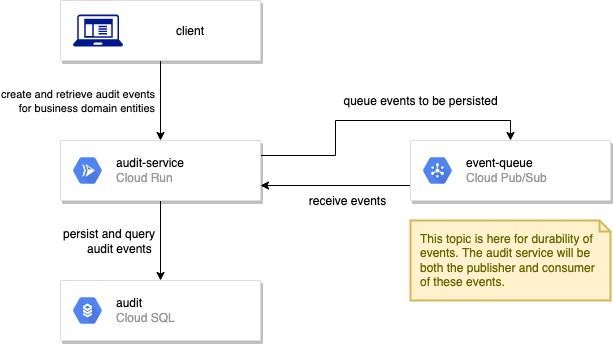 client
create and retrieve audit events
for business domain entities
queue events to be persisted
audit-service
Cloud Run
event-queue
Cloud Pub/Sub
receive events
persist and query
audit events
This topic is here for durability of
events. The audit service will be
both the publisher and consumer
of these events.
audit
Cloud SQL